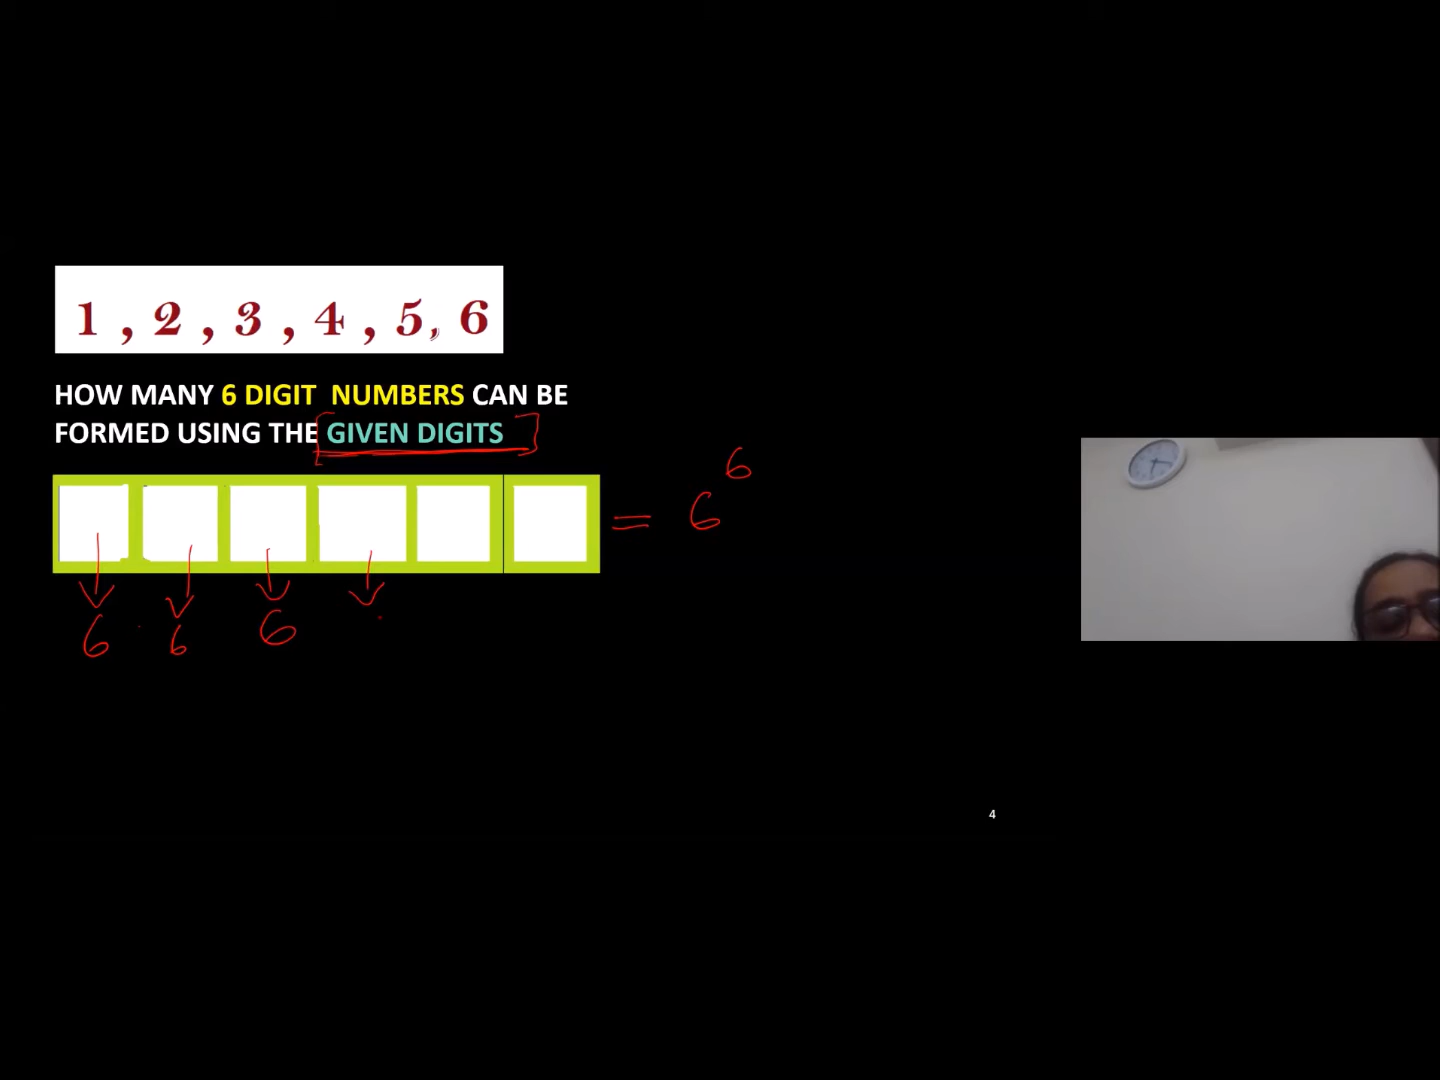 1 , 2 , 3 , 4 , 5, 6
HOW MANY 6 DIGIT NUMBERS CAN BE
FORMED USING THE GIVEN DIGITS
= 6^6
6 · 6 6 ·
4